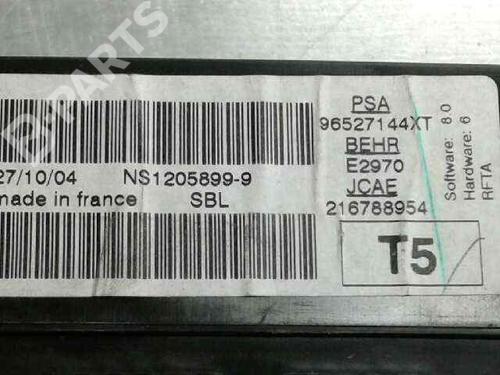 B-PARTS
27/10/04 NS1205899-9
made in france SBL
PSA
96527144XT
BEHR
E2970
JCAE
216788954
T5
Software: 8.0
Hardware: 6
RFTA